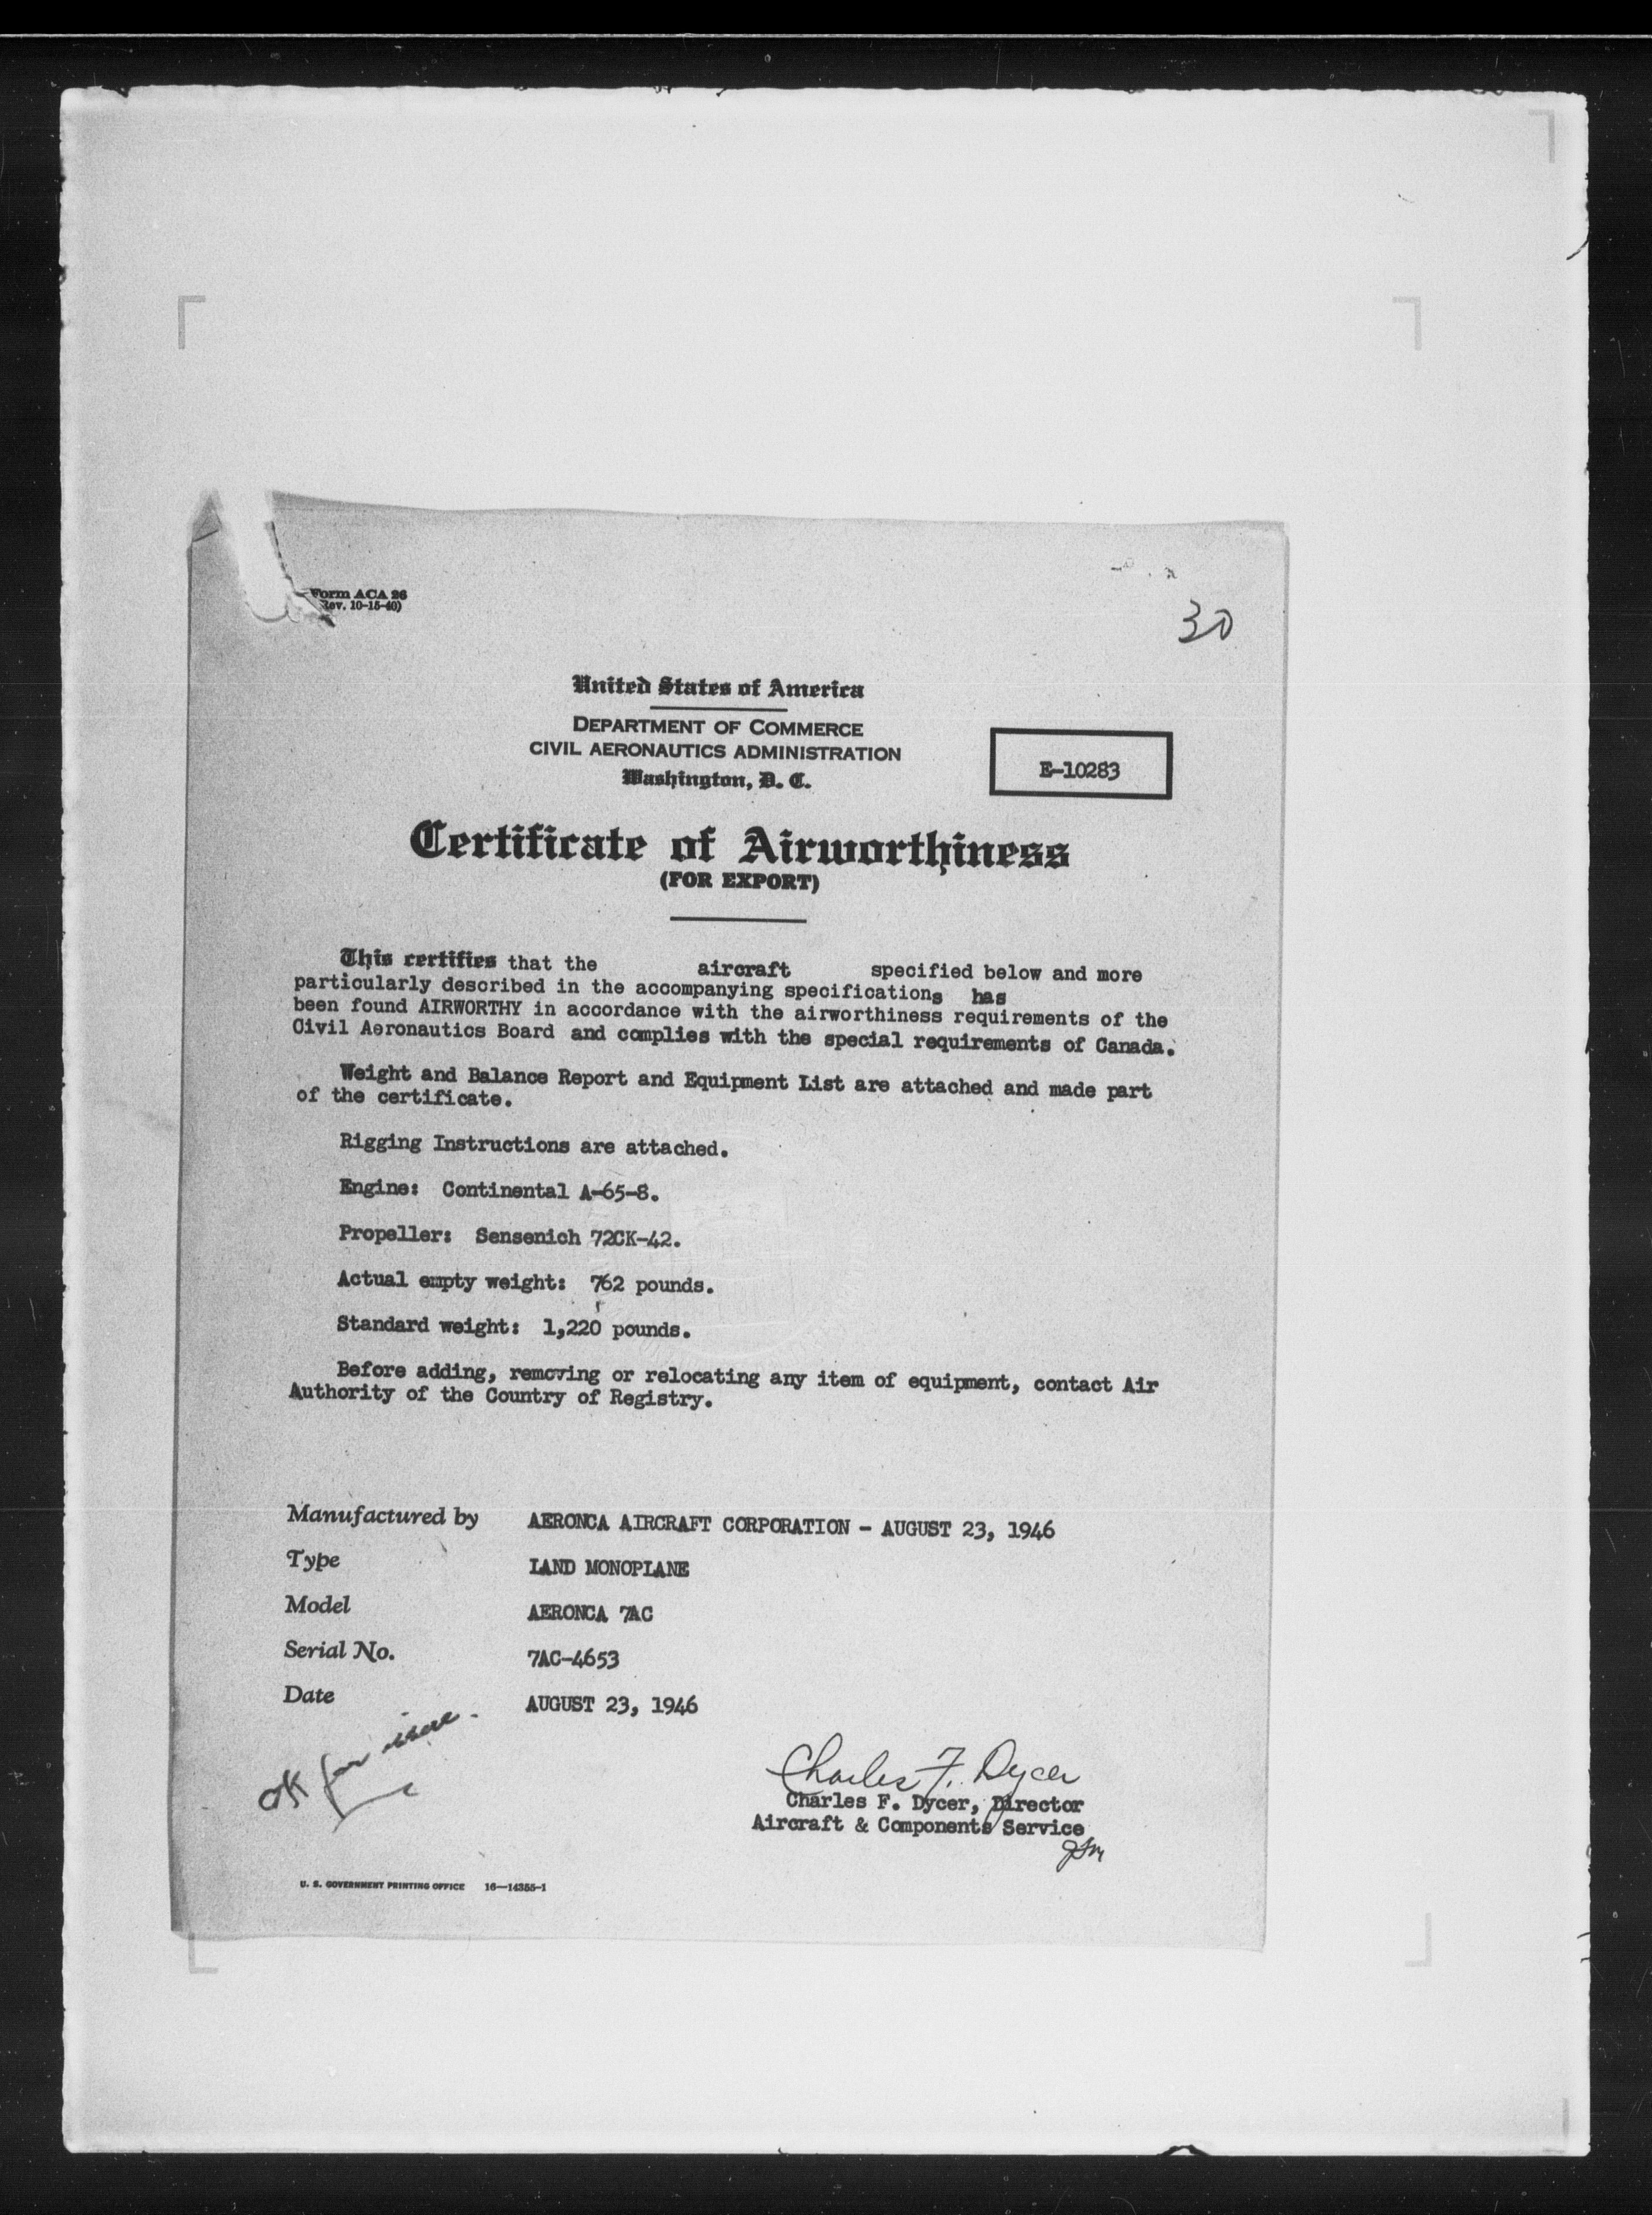 Form ACA 26
Rev. 10-15-40)
30
United States of America
DEPARTMENT OF COMMERCE
CIVIL AERONAUTICS ADMINISTRATION
Washington, D. C.
E-10283
Certificate of Airworthiness
(FOR EXPORT)
This certifies that the aircraft specified below and more
particularly described in the accompanying specifications has
been found AIRWORTHY in accordance with the airworthiness requirements of the
Civil Aeronautics Board and complies with the special requirements of Canada.
Weight and Balance Report and Equipment List are attached and made part
of the certificate.
Rigging Instructions are attached.
Engine: Continental A-65-8.
Propeller: Sensenich 72CK-42.
Actual empty weight: 762 pounds.
Standard weight: 1,220 pounds.
Before adding, removing or relocating any item of equipment, contact Air
Authority of the Country of Registry.
Manufactured by AERONCA AIRCRAFT CORPORATION - AUGUST 23, 1946
Type LAND MONOPLANE
Model AERONCA 7AC
Serial No. 7AC-4653
Date AUGUST 23, 1946
OK for issue.
Charles F. Dycer
Charles F. Dycer, Director
Aircraft & Components Service
U. S. GOVERNMENT PRINTING OFFICE 16—14355-1